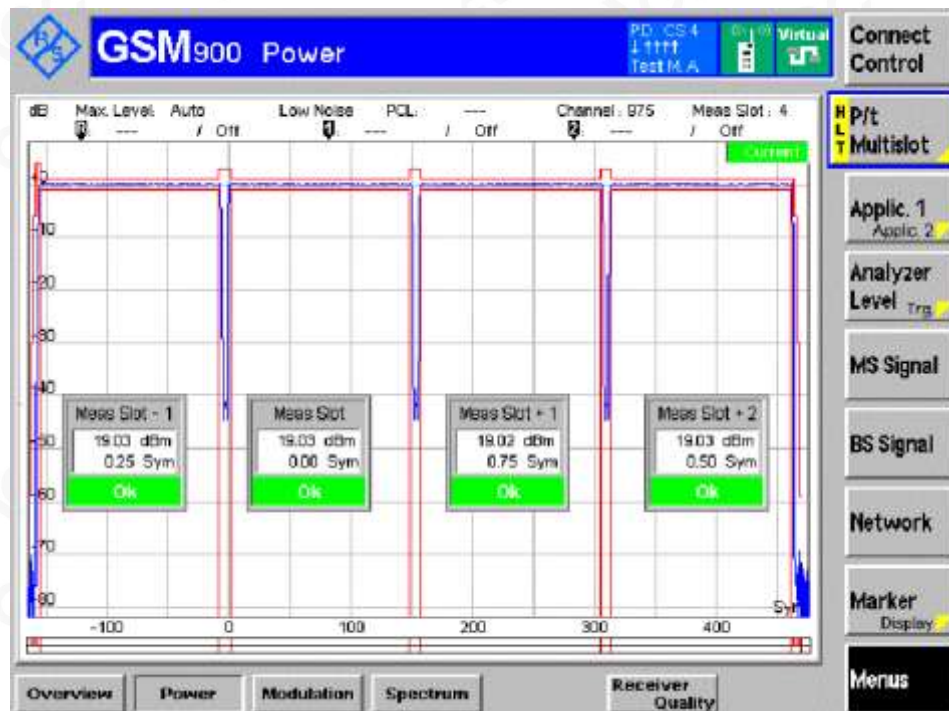 GSM900 Power
PD: CS4
Test M.A.
Virtual
Connect
Control
dB Max. Level: Auto Low Noise PCL: --- Channel: 975 Meas Slot: 4
1 --- / Off 2 --- / Off
Current
HLT
P/t
Multislot
Applic. 1
Applic. 2
Analyzer
Level Trg.
MS Signal
BS Signal
Network
Marker
Display
Menus
-10
-20
-30
-40
-50
-60
-70
-80
Meas Slot - 1
19.03 dBm
0.25 Sym
Ok
Meas Slot
19.03 dBm
0.00 Sym
Ok
Meas Slot + 1
19.02 dBm
0.75 Sym
Ok
Meas Slot + 2
19.03 dBm
0.50 Sym
Ok
-100 0 100 200 300 400
Overview Power Modulation Spectrum Receiver Quality